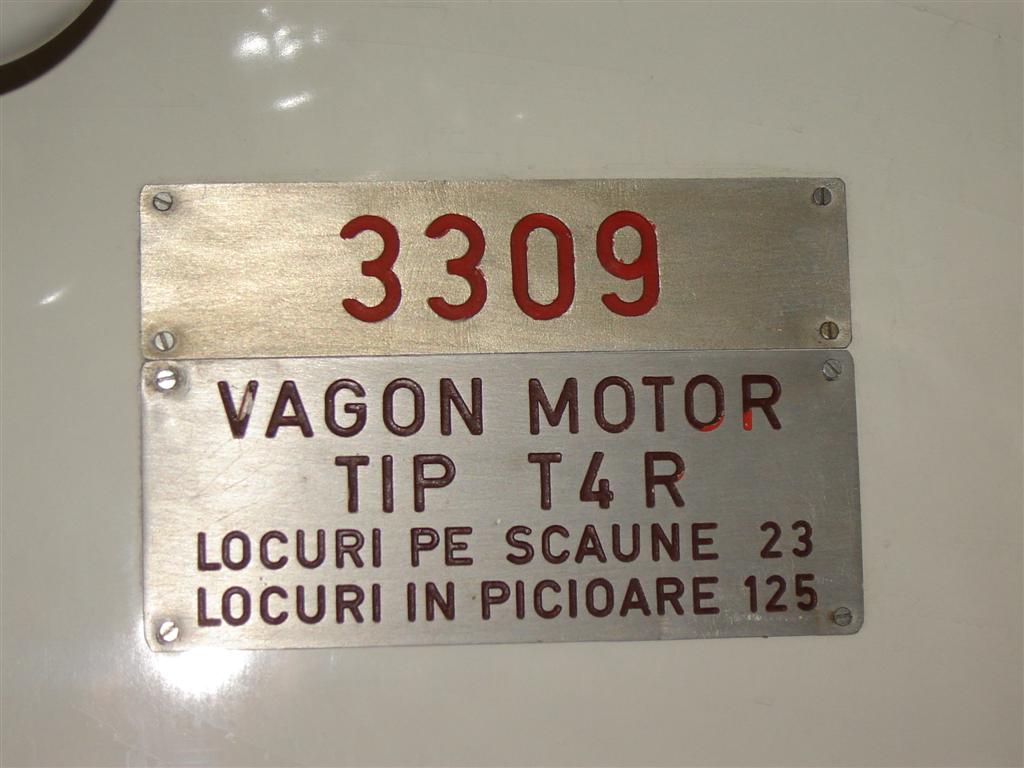 3309
VAGON MOTOR
TIP T4R
LOCURI PE SCAUNE 23
LOCURI IN PICIOARE 125